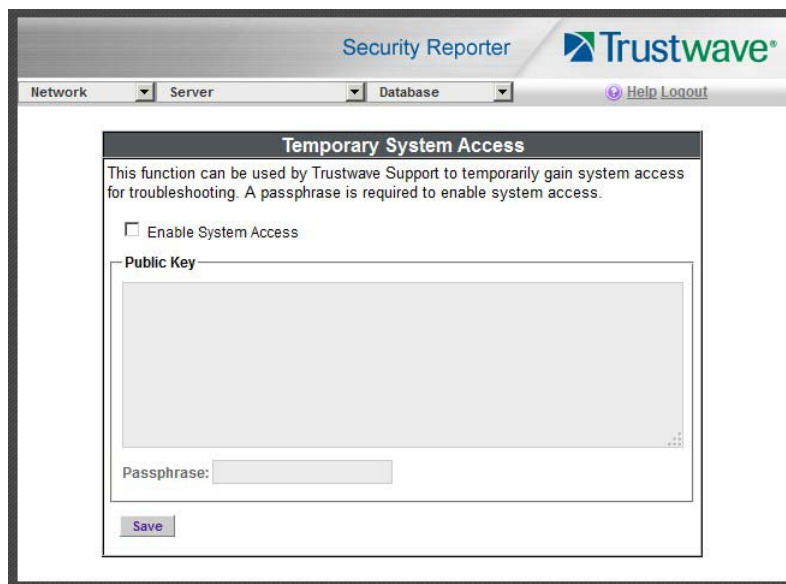 Security Reporter
Trustwave®
Network Server Database Help Logout
Temporary System Access
This function can be used by Trustwave Support to temporarily gain system access
for troubleshooting. A passphrase is required to enable system access.
Enable System Access
Public Key
Passphrase:
Save